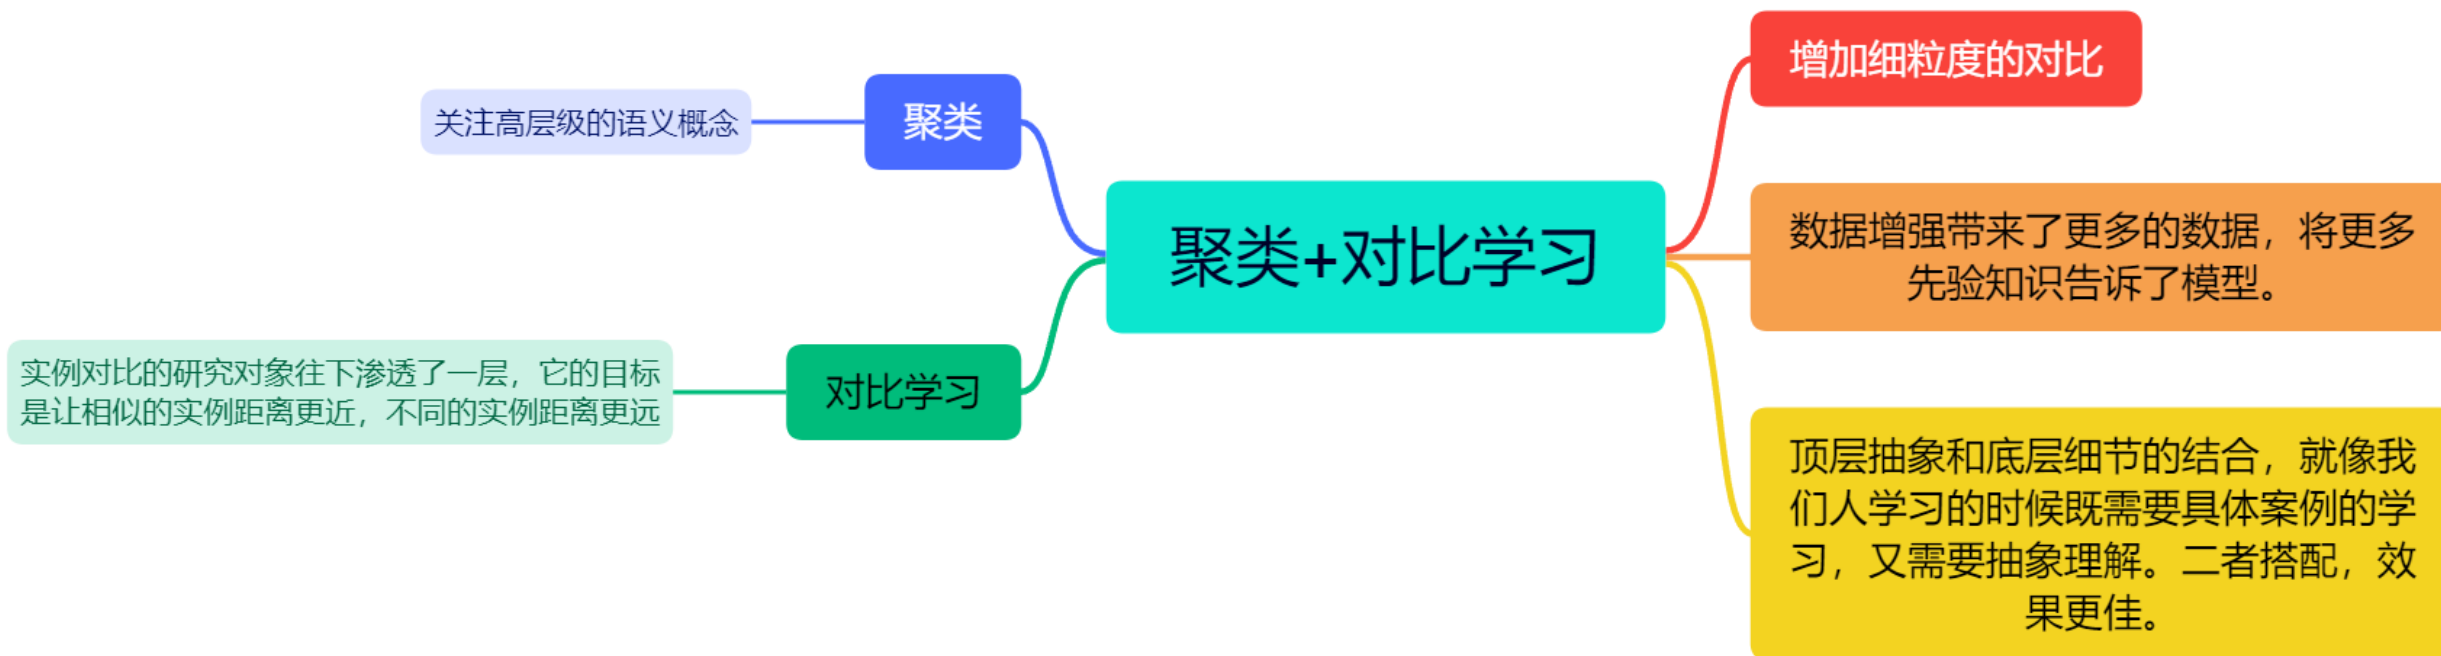 关注高层级的语义概念
聚类
实例对比的研究对象往下渗透了一层，它的目标
是让相似的实例距离更近，不同的实例距离更远
对比学习
聚类+对比学习
增加细粒度的对比
数据增强带来了更多的数据，将更多
先验知识告诉了模型。
顶层抽象和底层细节的结合，就像我
们人学习的时候既需要具体案例的学
习，又需要抽象理解。二者搭配，效
果更佳。